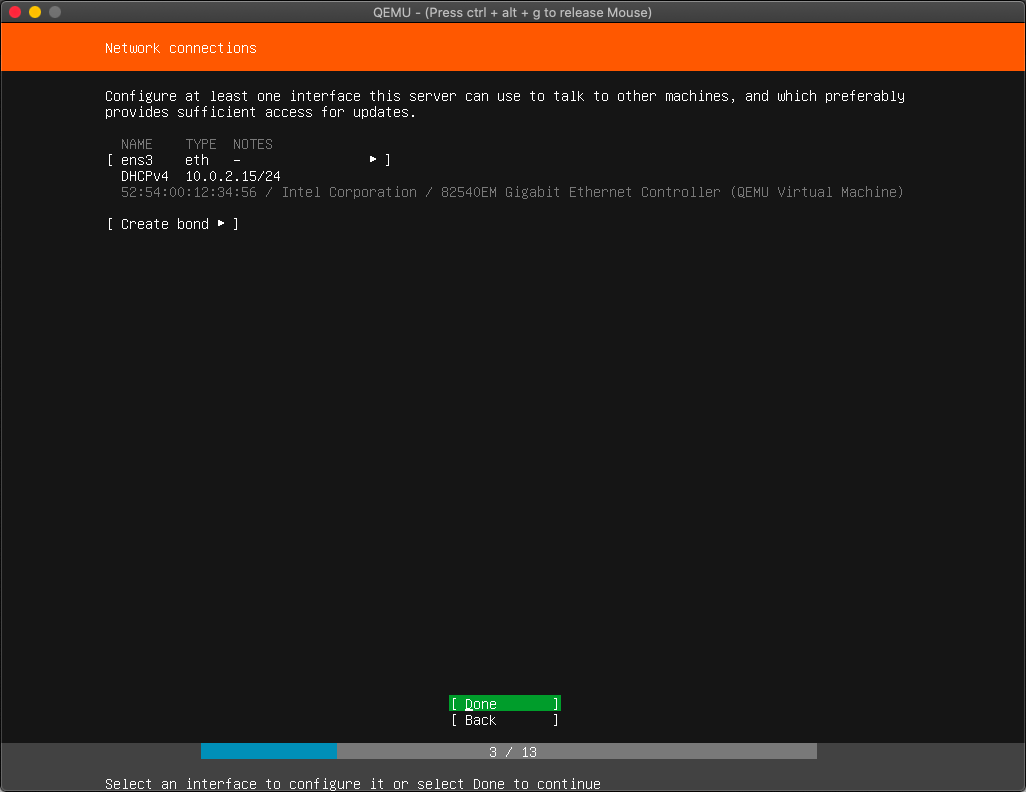 QEMU - (Press ctrl + alt + g to release Mouse)
Network connections
Configure at least one interface this server can use to talk to other machines, and which preferably
provides sufficient access for updates.
NAME TYPE NOTES
[ ens3 eth – ▸ ]
DHCPv4 10.0.2.15/24
52:54:00:12:34:56 / Intel Corporation / 82540EM Gigabit Ethernet Controller (QEMU Virtual Machine)
[ Create bond ▸ ]
[ Done ]
[ Back ]
3 / 13
Select an interface to configure it or select Done to continue